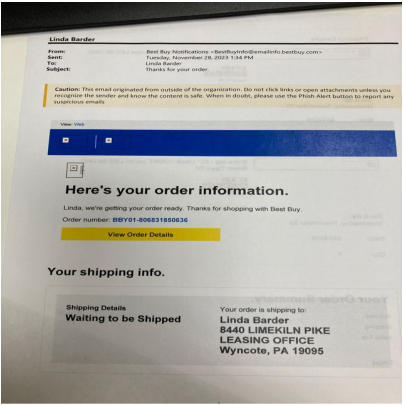 Linda Barder
From: Best Buy Notifications <BestBuyInfo@emailinfo.bestbuy.com>
Sent: Tuesday, November 28, 2023 1:34 PM
To: Linda Barder
Subject: Thanks for your order
Caution: This email originated from outside of the organization. Do not click links or open attachments unless you
recognize the sender and know the content is safe. When in doubt, please use the Phish Alert button to report any
suspicious emails
View: Web
Here's your order information.
Linda, we're getting your order ready. Thanks for shopping with Best Buy.
Order number: BBY01-806831850636
View Order Details
Your shipping info.
Shipping Details
Waiting to be Shipped
Your order is shipping to:
Linda Barder
8440 LIMEKILN PIKE
LEASING OFFICE
Wyncote, PA 19095